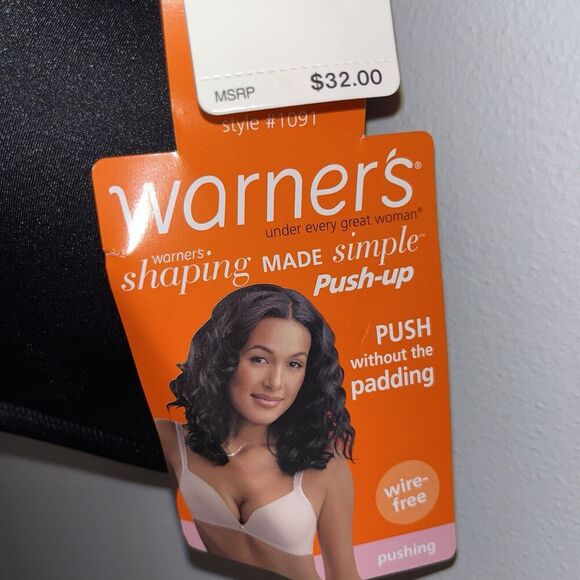 MSRP $32.00
style #1091
warner's®
under every great woman®
warner's•
shaping MADE simple™
Push-up
PUSH
without the
padding
wire-
free
pushing